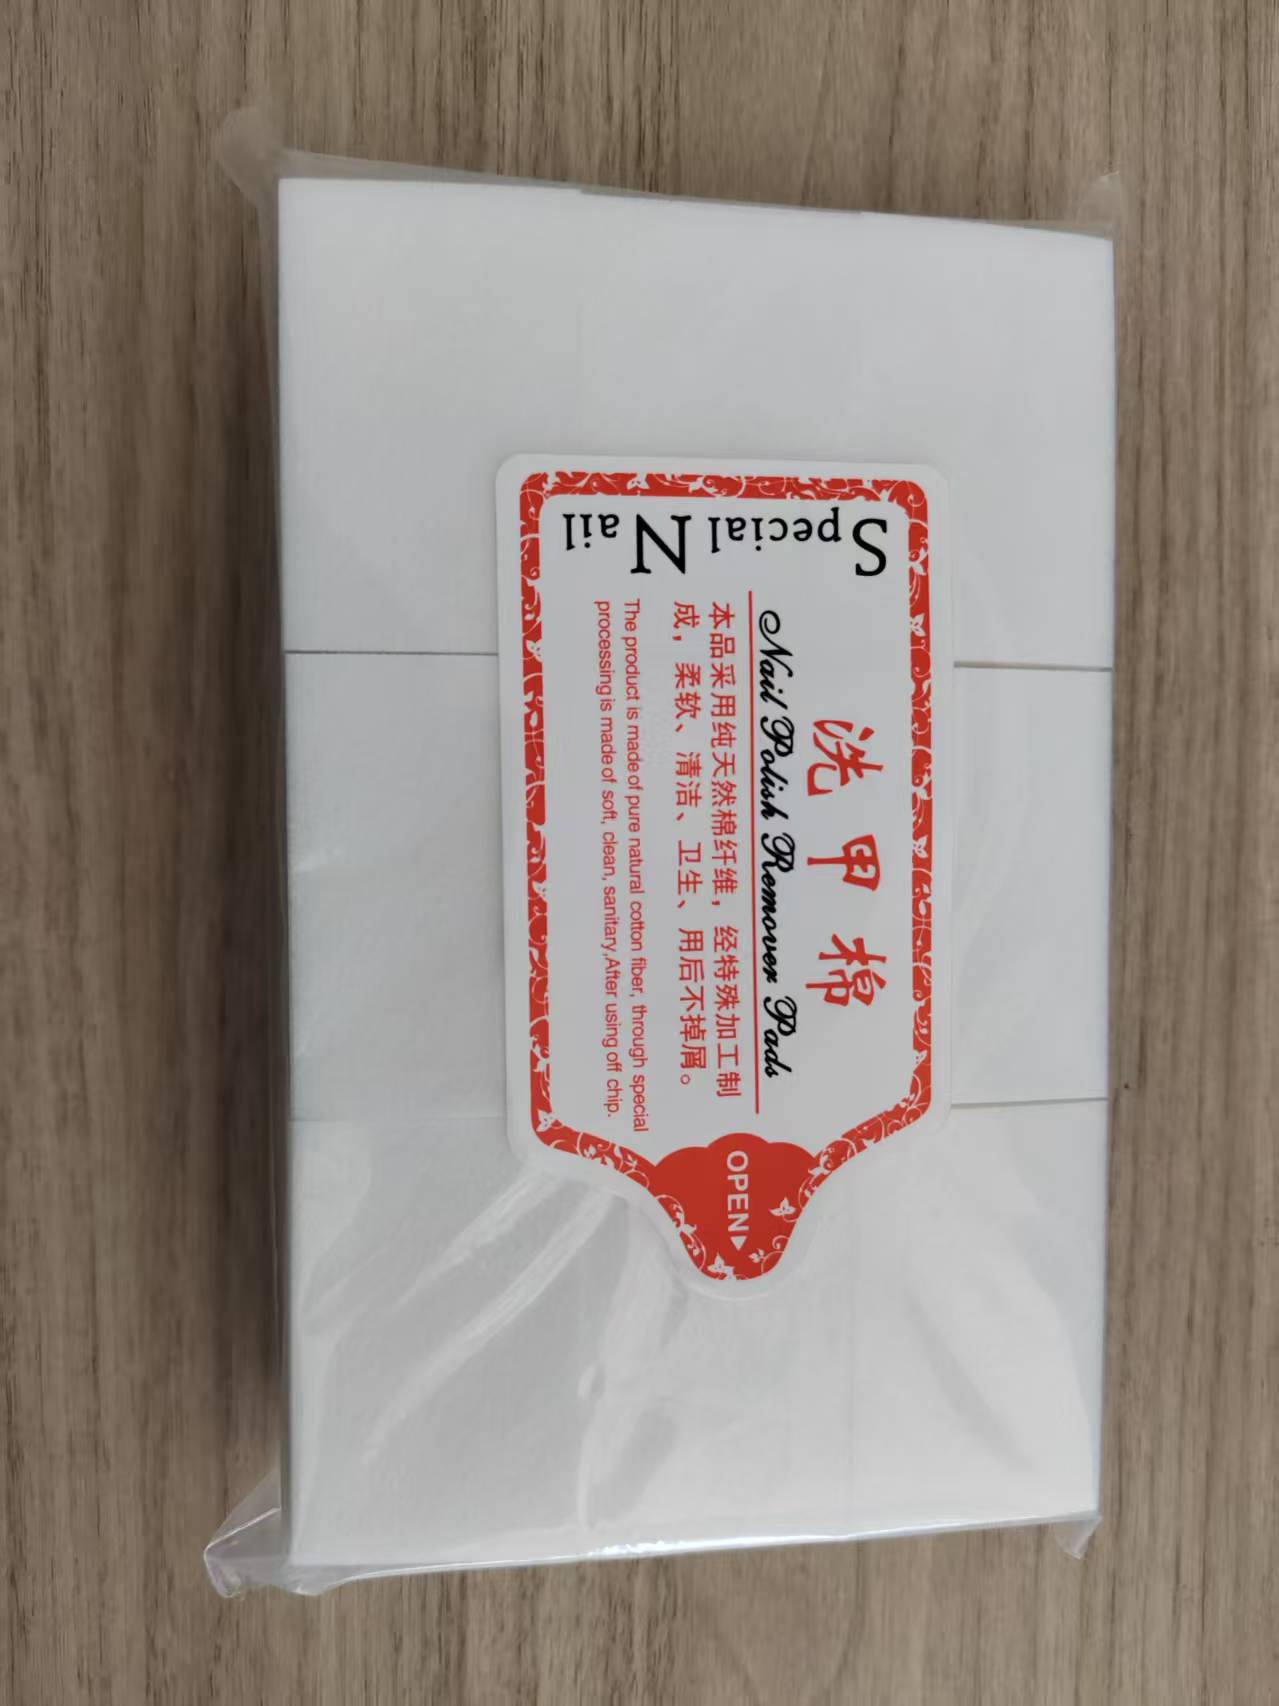 Special Nail
洗甲棉
Nail Polish Remover Pads
本品采用纯天然棉纤维，经特殊加工制
成，柔软、清洁、卫生、用后不掉屑。
The product is made of pure natural cotton fiber, through special
processing is made of soft, clean, sanitary,After using off chip.
OPEN